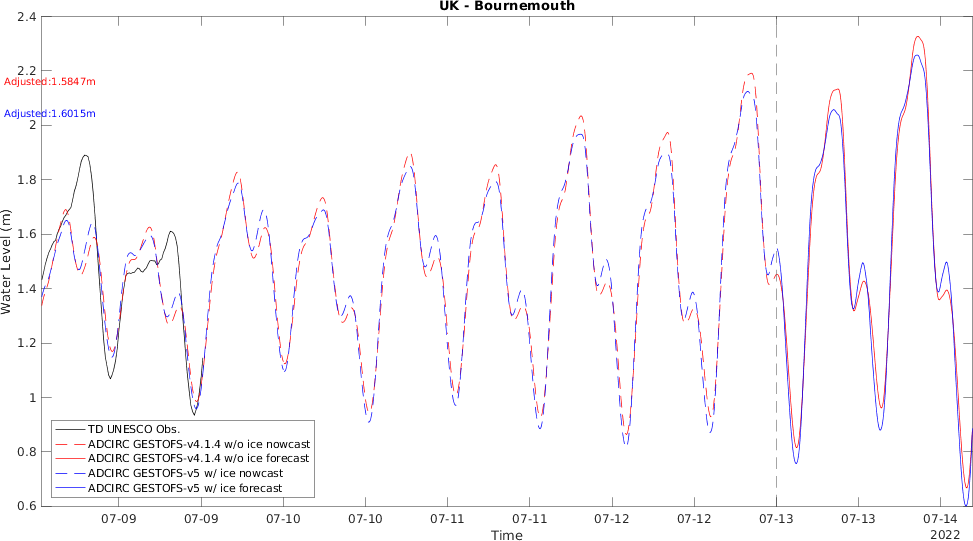 UK - Bournemouth
2.4
2.2
2
1.8
1.6
1.4
1.2
1
0.8
0.6
Water Level (m)
Adjusted:1.5847m
Adjusted:1.6015m
TD UNESCO Obs.
ADCIRC GESTOFS-v4.1.4 w/o ice nowcast
ADCIRC GESTOFS-v4.1.4 w/o ice forecast
ADCIRC GESTOFS-v5 w/ ice nowcast
ADCIRC GESTOFS-v5 w/ ice forecast
07-09 07-09 07-10 07-10 07-11 07-11 07-12 07-12 07-13 07-13 07-14
Time
2022